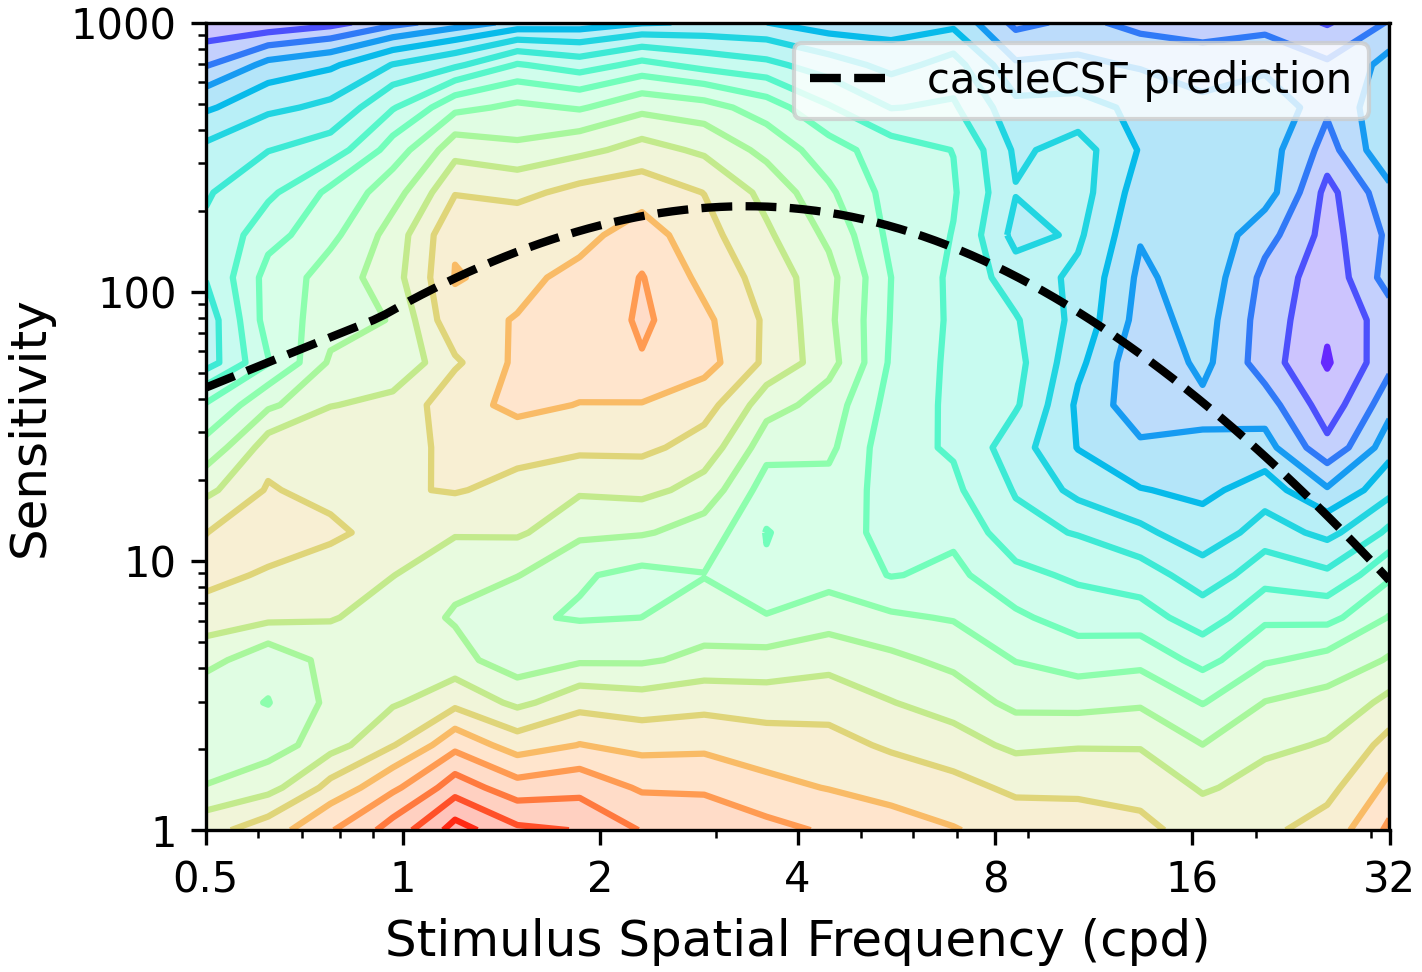 1000
castleCSF prediction
100
Sensitivity
10
1
0.5 1 2 4 8 16 32
Stimulus Spatial Frequency (cpd)